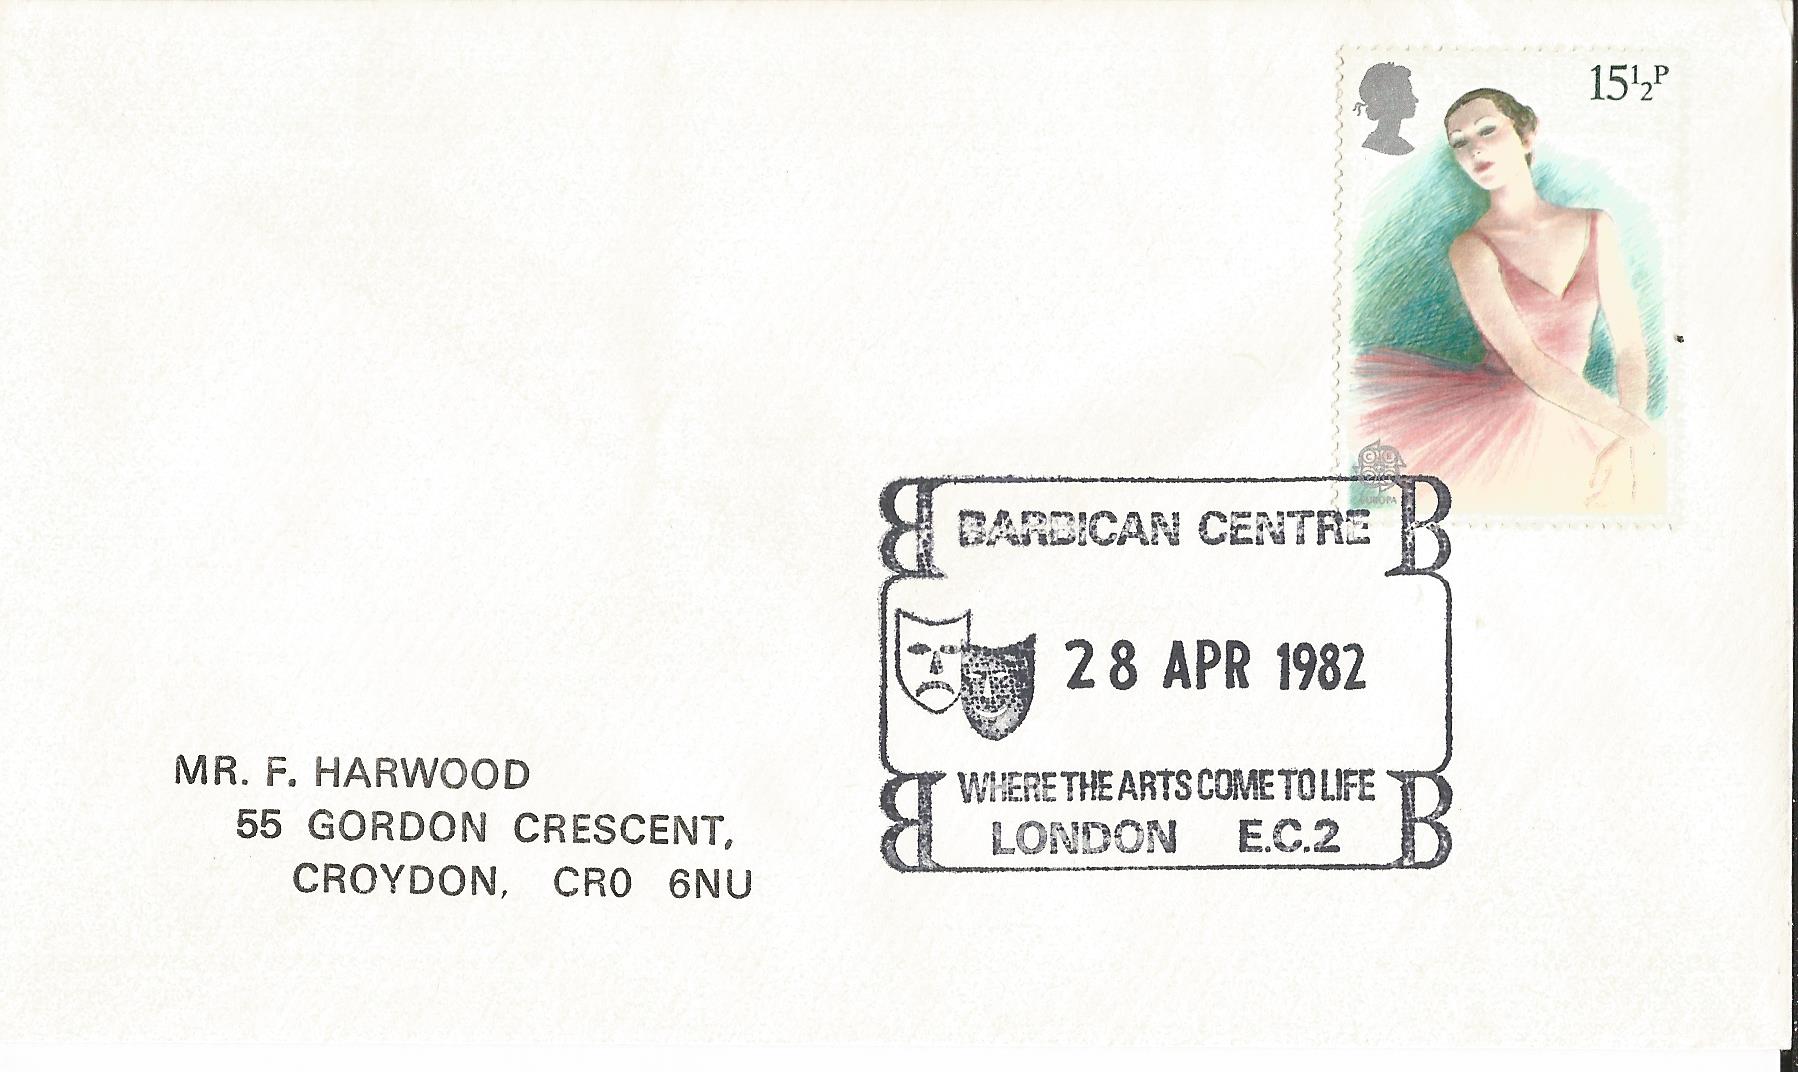 15½P
EUROPA
BARBICAN CENTRE
28 APR 1982
WHERE THE ARTS COME TO LIFE
LONDON E.C.2
MR. F. HARWOOD
55 GORDON CRESCENT,
CROYDON, CR0 6NU